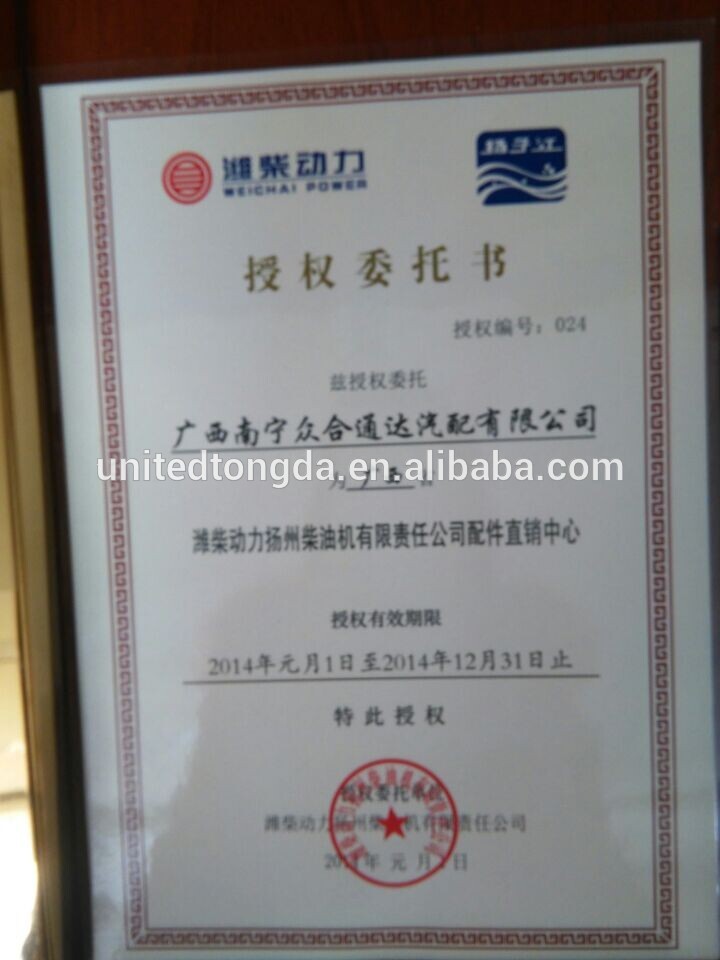 潍柴动力
WEICHAI POWER
扬子江
授权委托书
授权编号：024
兹授权委托
广西南宁众合通达汽配有限公司
unitedtongda.en.alibaba.com
为广西省
潍柴动力扬州柴油机有限责任公司配件直销中心
授权有效期限
2014年元月1日至2014年12月31日止
特此授权
授权委托单位
潍柴动力扬州柴油机有限责任公司
年 元 月 日